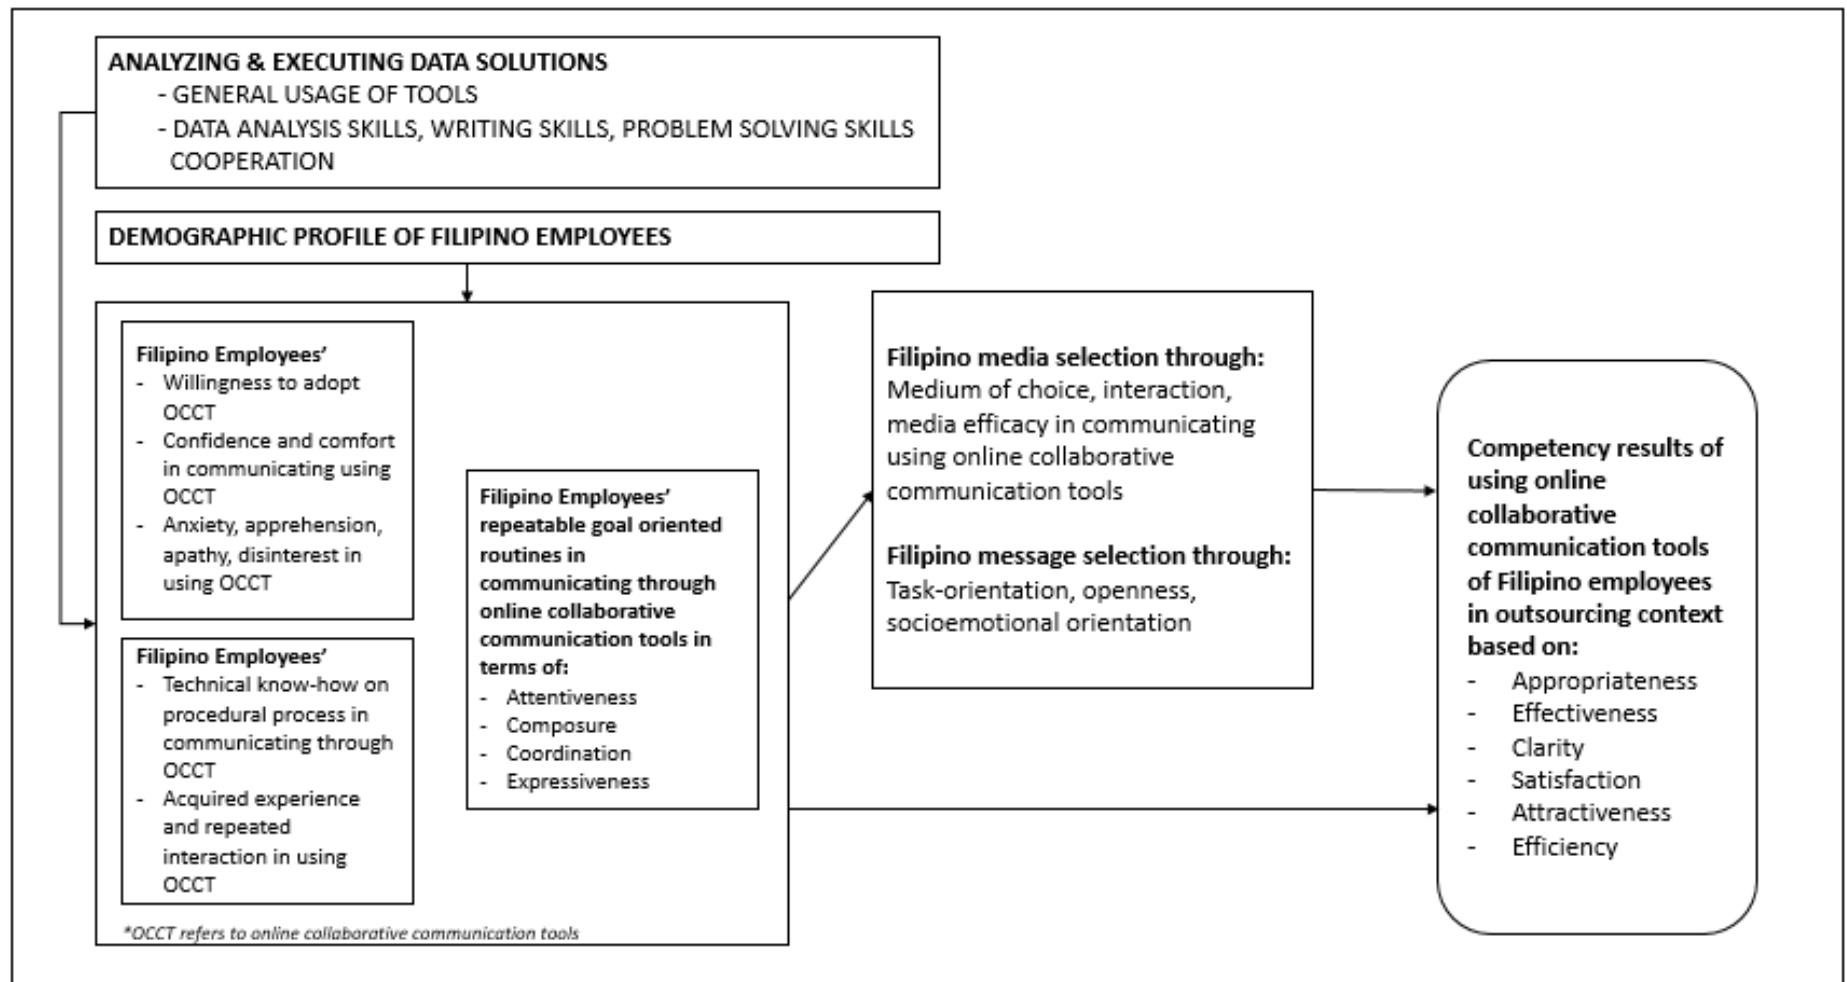 ANALYZING & EXECUTING DATA SOLUTIONS
- GENERAL USAGE OF TOOLS
- DATA ANALYSIS SKILLS, WRITING SKILLS, PROBLEM SOLVING SKILLS
COOPERATION
DEMOGRAPHIC PROFILE OF FILIPINO EMPLOYEES
Filipino Employees'
- Willingness to adopt
OCCT
- Confidence and comfort
in communicating using
OCCT
- Anxiety, apprehension,
apathy, disinterest in
using OCCT
Filipino Employees'
- Technical know-how on
procedural process in
communicating through
OCCT
- Acquired experience
and repeated
interaction in using
OCCT
Filipino Employees'
repeatable goal oriented
routines in
communicating through
online collaborative
communication tools in
terms of:
- Attentiveness
- Composure
- Coordination
- Expressiveness
*OCCT refers to online collaborative communication tools
Filipino media selection through:
Medium of choice, interaction,
media efficacy in communicating
using online collaborative
communication tools
Filipino message selection through:
Task-orientation, openness,
socioemotional orientation
Competency results of
using online
collaborative
communication tools
of Filipino employees
in outsourcing context
based on:
- Appropriateness
- Effectiveness
- Clarity
- Satisfaction
- Attractiveness
- Efficiency